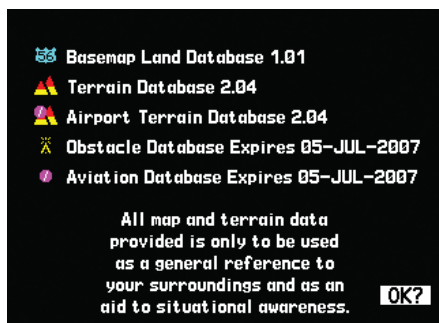 56 Basemap Land Database 1.01
Terrain Database 2.04
Airport Terrain Database 2.04
Obstacle Database Expires 05-JUL-2007
Aviation Database Expires 05-JUL-2007
All map and terrain data
provided is only to be used
as a general reference to
your surroundings and as an
aid to situational awareness.
OK?